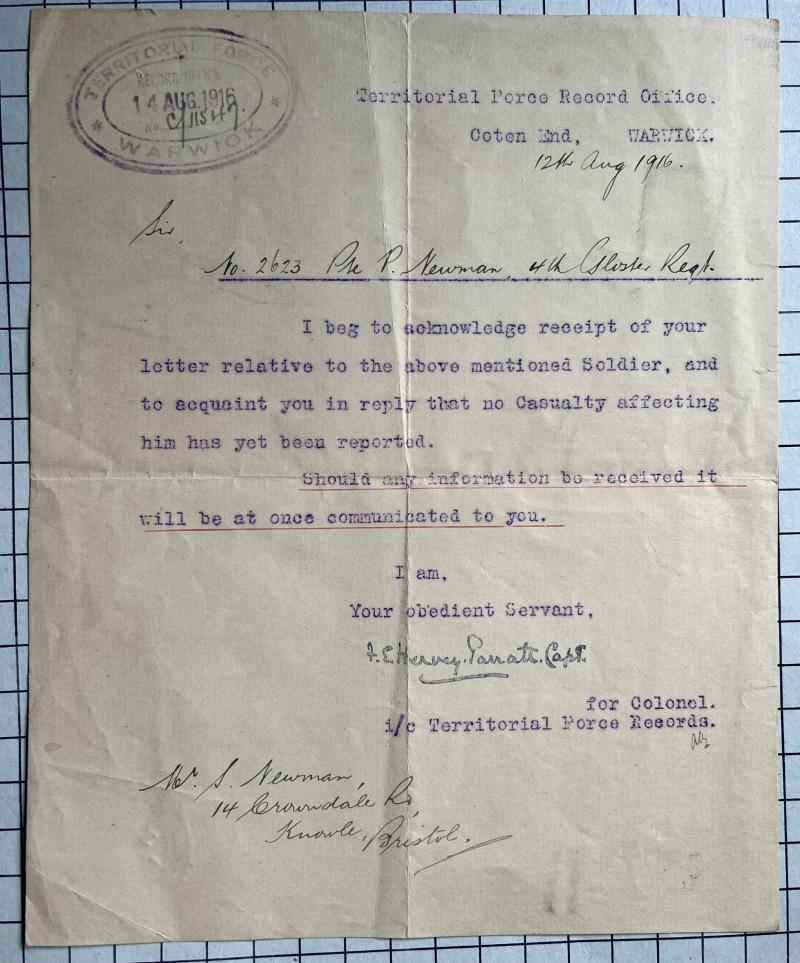 TERRITORIAL FORCE
RECORD OFFICE
14 AUG. 1916
No. C/11547.
* WARWICK *
Territorial Force Record Office.
Coten End, WARWICK.
12th Aug 1916.
Sir,
No. 2623 Pte P. Newman, 4th Gloster Regt.
I beg to acknowledge receipt of your
letter relative to the above mentioned Soldier, and
to acquaint you in reply that no Casualty affecting
him has yet been reported.
Should any information be received it
will be at once communicated to you.
I am,
Your obedient Servant,
F.C. Hervey. Parratt. Capt.
for Colonel.
i/c Territorial Force Records.
Mr. S. Newman,
14 Crowndale Rd,
Knowle, Bristol.